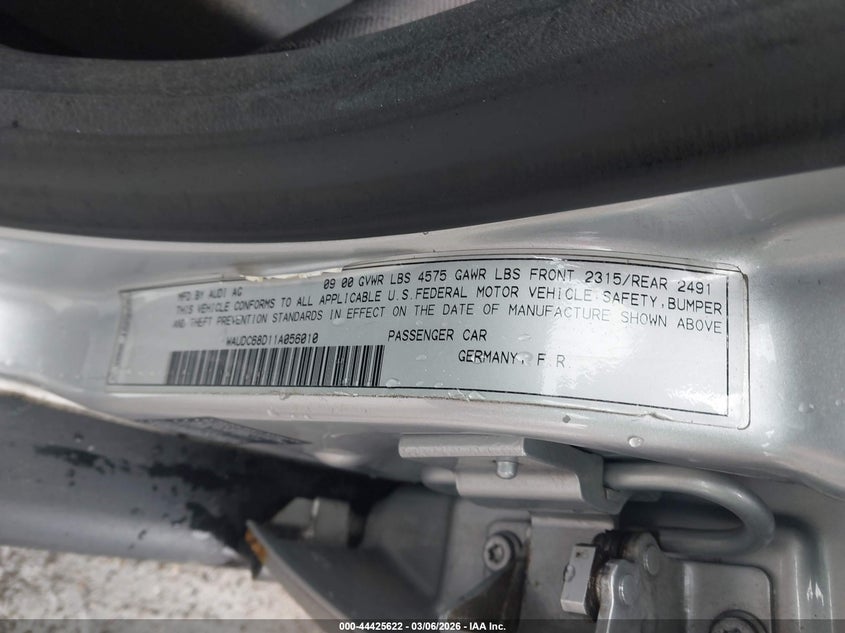 MFD.BY AUDI AG 09 00 GVWR LBS 4575 GAWR LBS FRONT 2315/REAR 2491
THIS VEHICLE CONFORMS TO ALL APPLICABLE U.S.FEDERAL MOTOR VEHICLE SAFETY, BUMPER
AND THEFT PREVENTION STANDARDS IN EFFECT ON THE DATE OF MANUFACTURE SHOWN ABOVE
WAUDC68D11A056010 PASSENGER CAR
GERMANY, F.R.
000-44425622 - 03/06/2026 - IAA Inc.